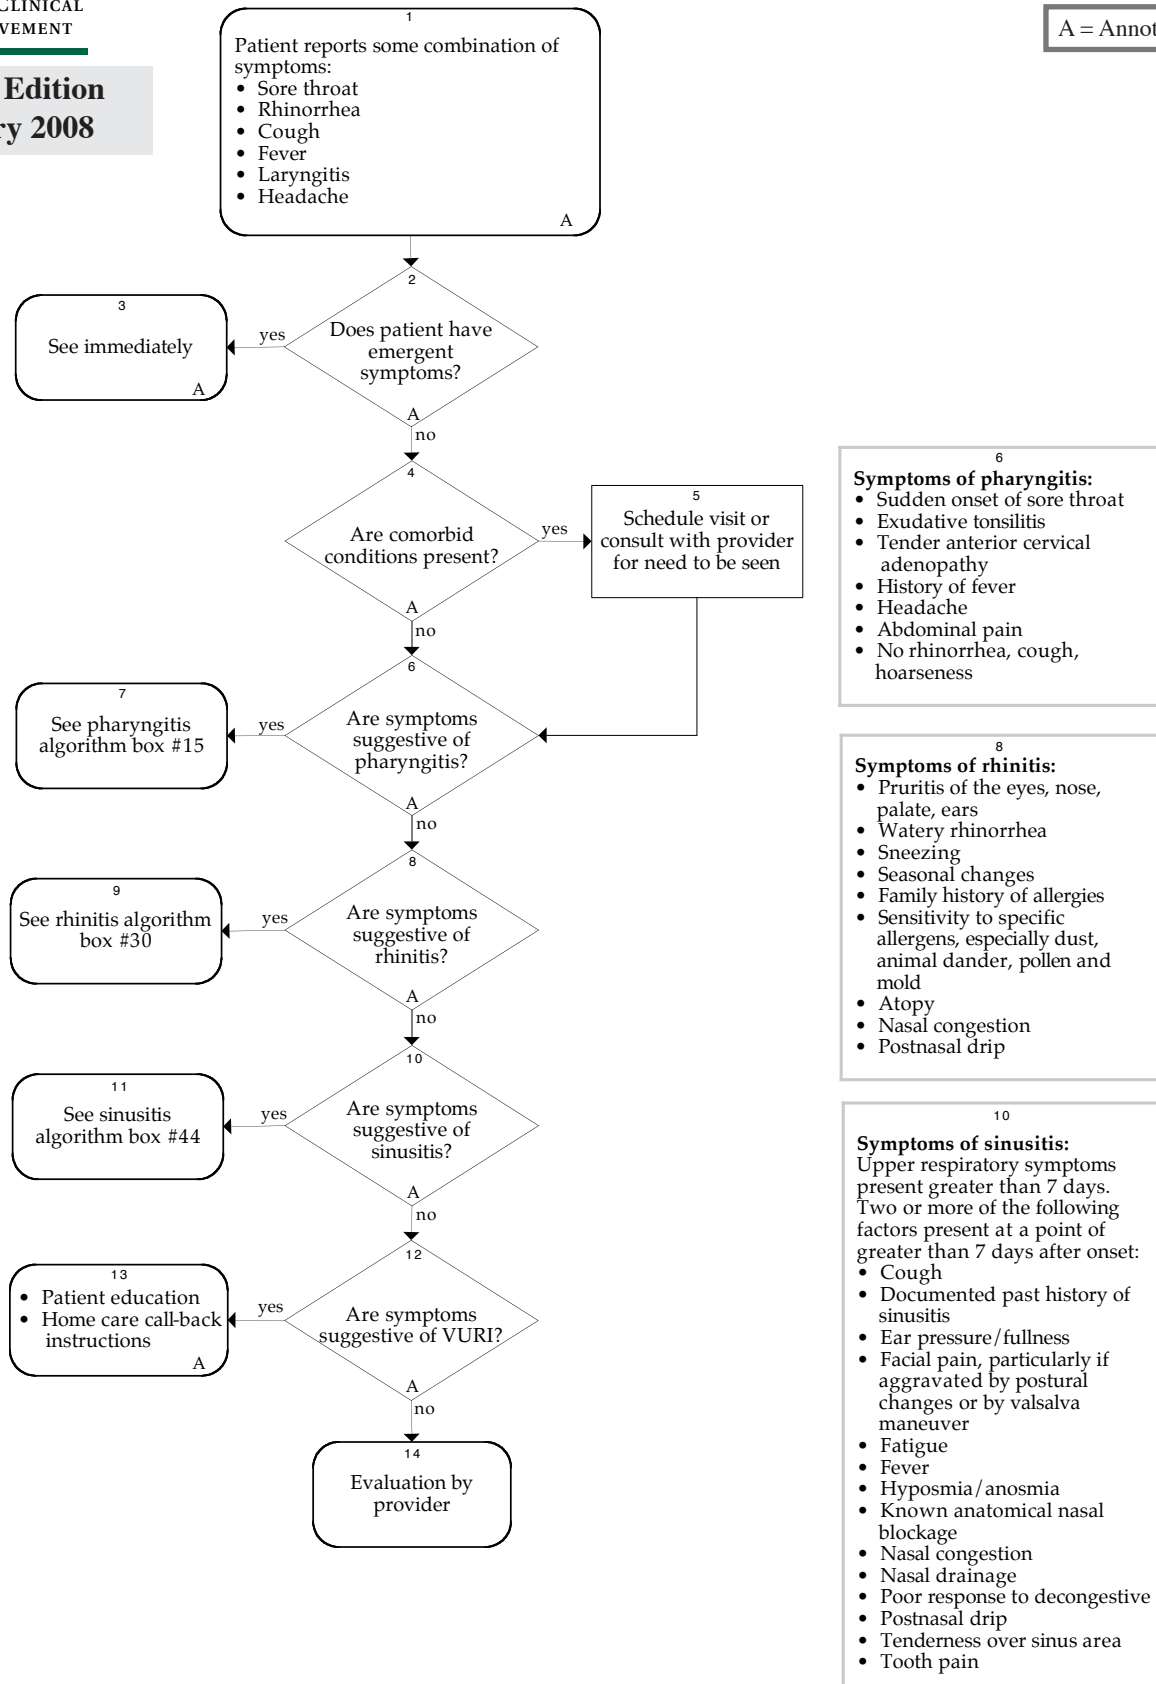 CLINICAL
VEMENT
Edition
ry 2008
A = Annot
1
Patient reports some combination of
symptoms:
• Sore throat
• Rhinorrhea
• Cough
• Fever
• Laryngitis
• Headache
A
2
Does patient have
emergent
symptoms?
A
yes
no
3
See immediately
A
4
Are comorbid
conditions present?
A
yes
no
5
Schedule visit or
consult with provider
for need to be seen
6
Are symptoms
suggestive of
pharyngitis?
A
yes
no
7
See pharyngitis
algorithm box #15
8
Are symptoms
suggestive of
rhinitis?
A
yes
no
9
See rhinitis algorithm
box #30
10
Are symptoms
suggestive of
sinusitis?
A
yes
no
11
See sinusitis
algorithm box #44
12
Are symptoms
suggestive of VURI?
A
yes
no
13
• Patient education
• Home care call-back
instructions
A
14
Evaluation by
provider
6
Symptoms of pharyngitis:
• Sudden onset of sore throat
• Exudative tonsilitis
• Tender anterior cervical
adenopathy
• History of fever
• Headache
• Abdominal pain
• No rhinorrhea, cough,
hoarseness
8
Symptoms of rhinitis:
• Pruritis of the eyes, nose,
palate, ears
• Watery rhinorrhea
• Sneezing
• Seasonal changes
• Family history of allergies
• Sensitivity to specific
allergens, especially dust,
animal dander, pollen and
mold
• Atopy
• Nasal congestion
• Postnasal drip
10
Symptoms of sinusitis:
Upper respiratory symptoms
present greater than 7 days.
Two or more of the following
factors present at a point of
greater than 7 days after onset:
• Cough
• Documented past history of
sinusitis
• Ear pressure/fullness
• Facial pain, particularly if
aggravated by postural
changes or by valsalva
maneuver
• Fatigue
• Fever
• Hyposmia/anosmia
• Known anatomical nasal
blockage
• Nasal congestion
• Nasal drainage
• Poor response to decongestive
• Postnasal drip
• Tenderness over sinus area
• Tooth pain